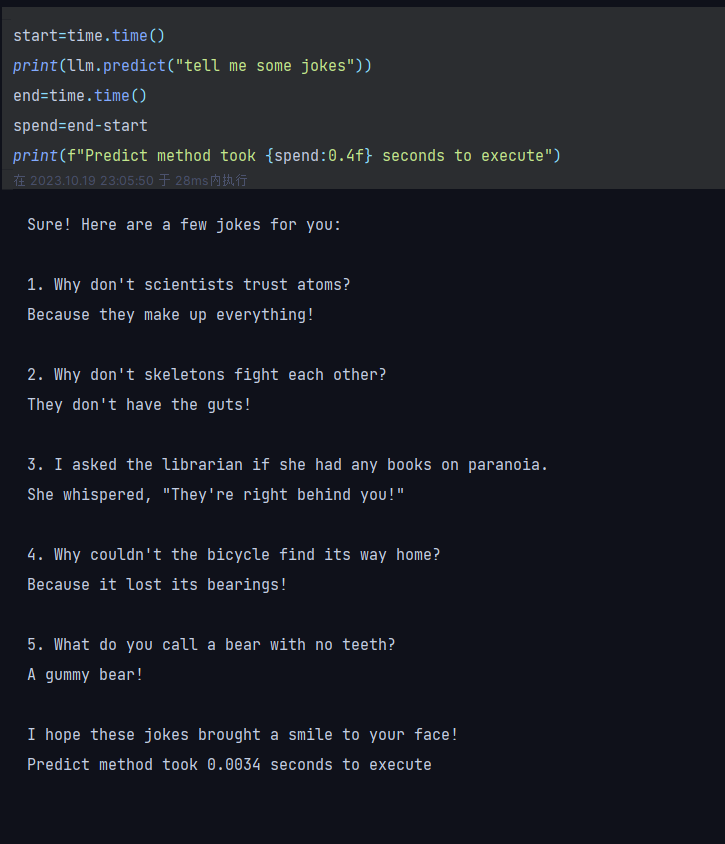 start=time.time()
print(llm.predict("tell me some jokes"))
end=time.time()
spend=end-start
print(f"Predict method took {spend:0.4f} seconds to execute")
在 2023.10.19 23:05:50 于 28ms内执行
Sure! Here are a few jokes for you:
1. Why don't scientists trust atoms?
Because they make up everything!
2. Why don't skeletons fight each other?
They don't have the guts!
3. I asked the librarian if she had any books on paranoia.
She whispered, "They're right behind you!"
4. Why couldn't the bicycle find its way home?
Because it lost its bearings!
5. What do you call a bear with no teeth?
A gummy bear!
I hope these jokes brought a smile to your face!
Predict method took 0.0034 seconds to execute